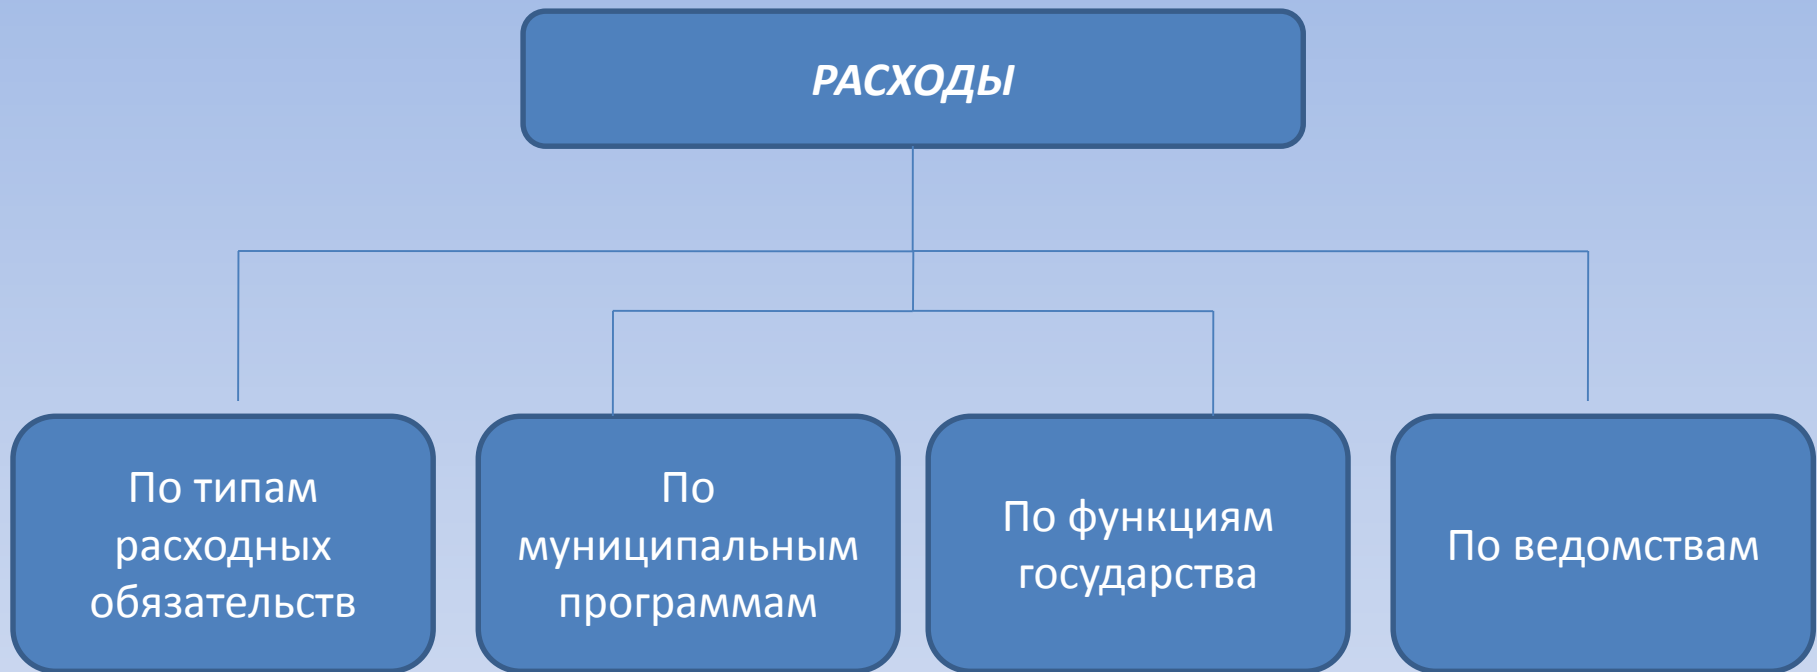 РАСХОДЫ
По типам
расходных
обязательств
По
муниципальным
программам
По функциям
государства
По ведомствам